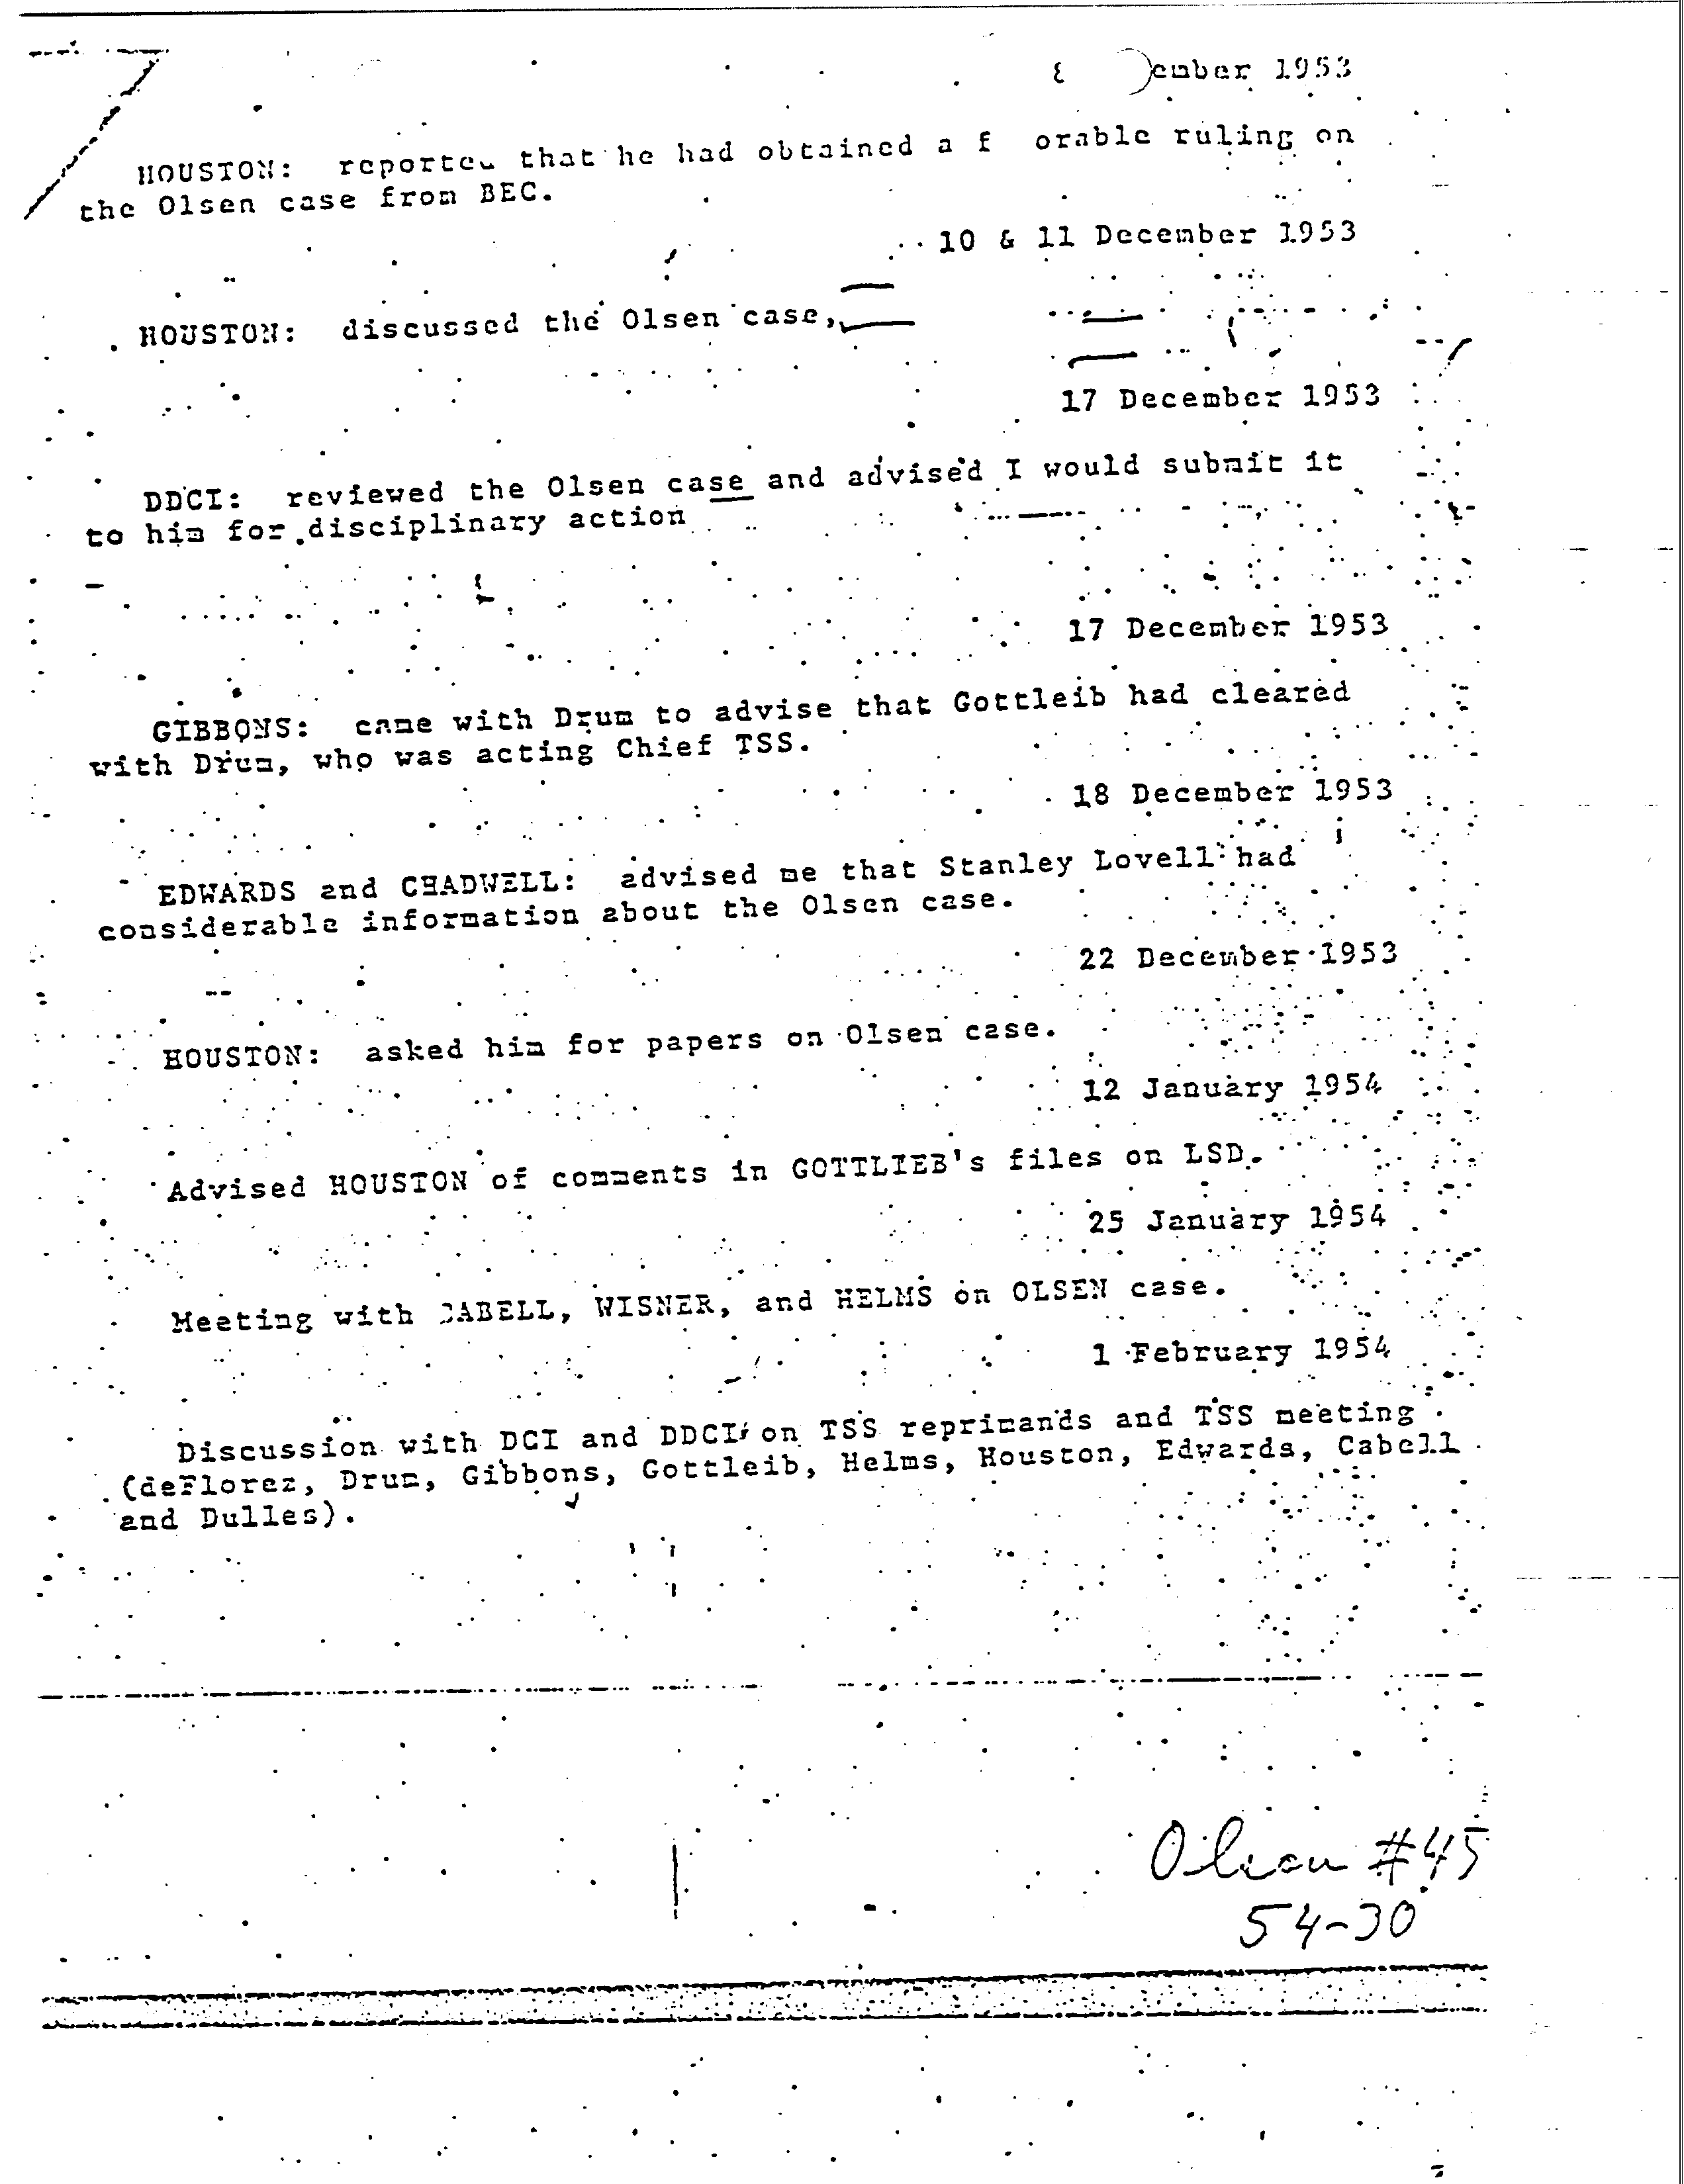 8 ember 1953
HOUSTON: reported that he had obtained a f orable ruling on
the Olsen case from BEC.
10 & 11 December 1953
HOUSTON: discussed the Olsen case,
17 December 1953
DDCI: reviewed the Olsen case and advised I would submit it
to him for disciplinary action
17 December 1953
GIBBONS: came with Drum to advise that Gottleib had cleared
with Drum, who was acting Chief TSS.
18 December 1953
EDWARDS and CHADWELL: advised me that Stanley Lovell had
considerable information about the Olsen case.
22 December 1953
HOUSTON: asked him for papers on Olsen case.
12 January 1954
Advised HOUSTON of comments in GOTTLIEB's files on LSD.
25 January 1954
Meeting with CABELL, WISNER, and HELMS on OLSEN case.
1 February 1954
Discussion with DCI and DDCI on TSS reprimands and TSS meeting
(deFlorez, Drum, Gibbons, Gottleib, Helms, Houston, Edwards, Cabell
and Dulles).
Olson #45
54-30